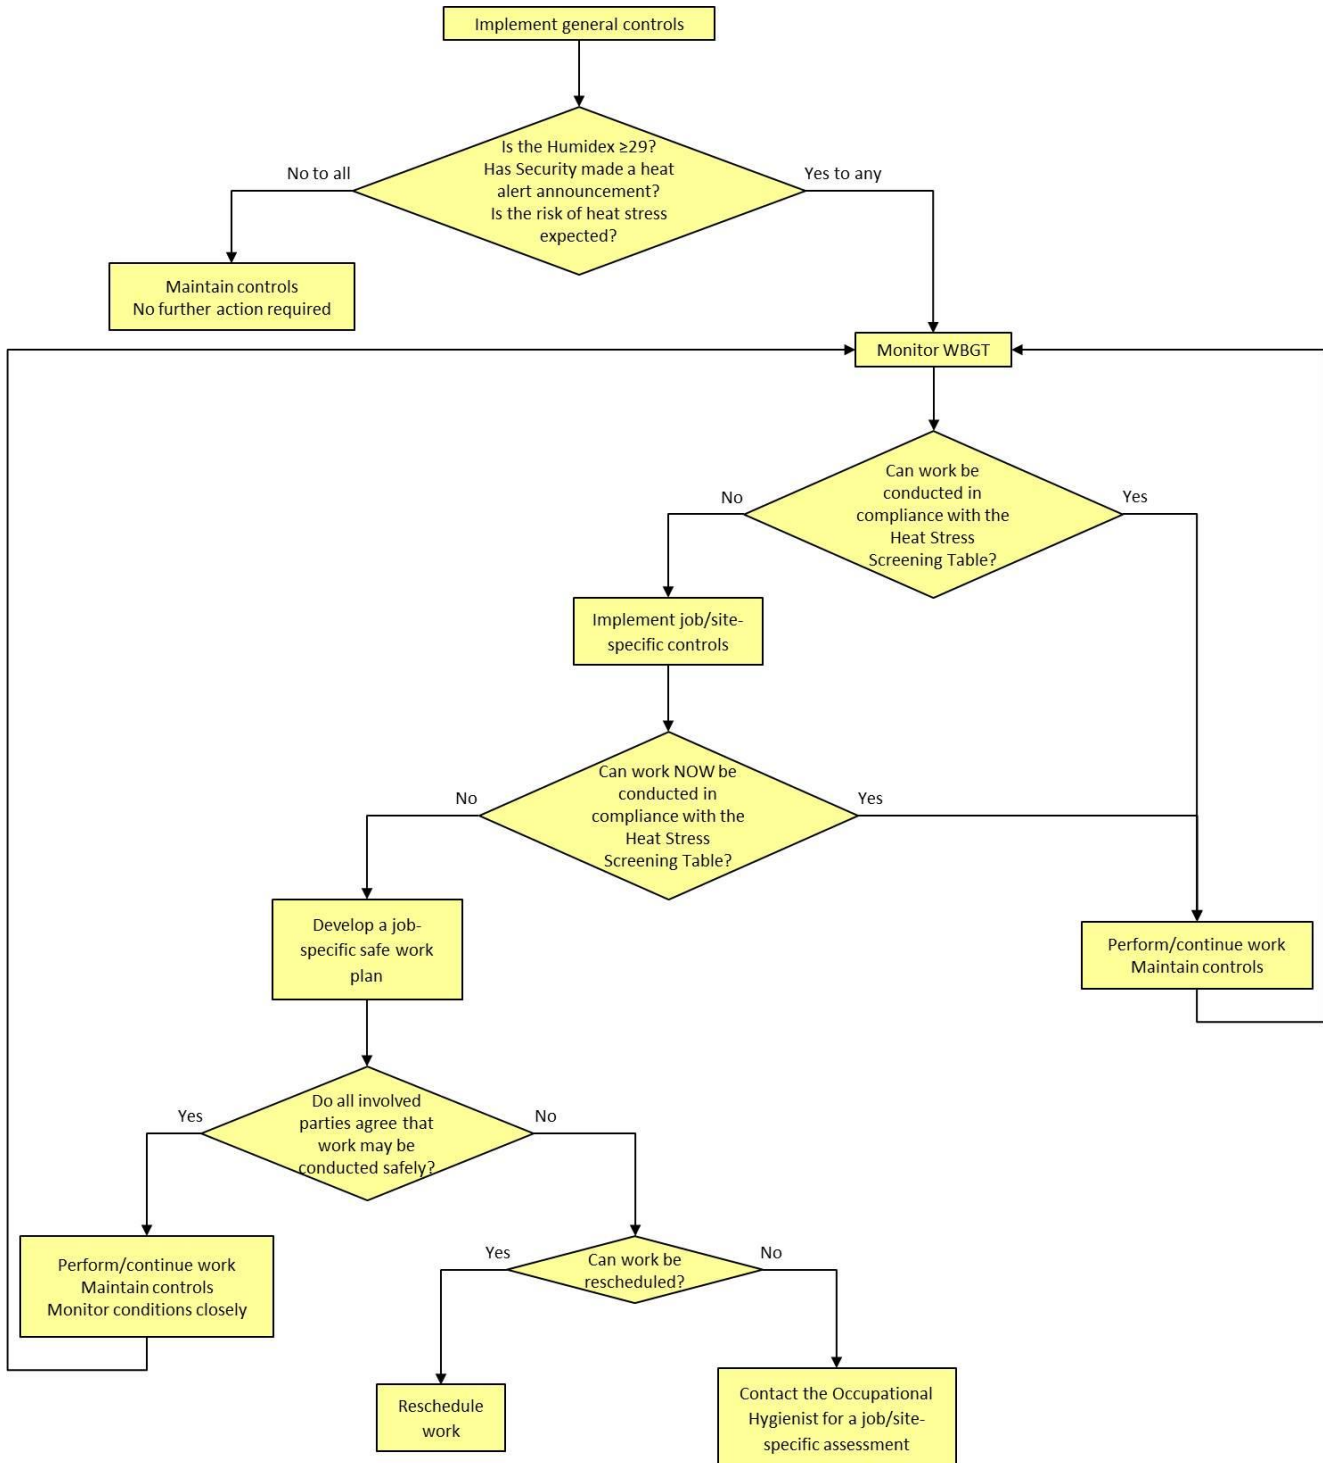 Implement general controls
Is the Humidex ≥29?
Has Security made a heat
alert announcement?
Is the risk of heat stress
expected?
No to all
Yes to any
Maintain controls
No further action required
Monitor WBGT
Can work be
conducted in
compliance with the
Heat Stress
Screening Table?
No
Yes
Implement job/site-
specific controls
Can work NOW be
conducted in
compliance with the
Heat Stress
Screening Table?
No
Yes
Develop a job-
specific safe work
plan
Perform/continue work
Maintain controls
Do all involved
parties agree that
work may be
conducted safely?
Yes
No
Perform/continue work
Maintain controls
Monitor conditions closely
Can work be
rescheduled?
Yes
No
Reschedule
work
Contact the Occupational
Hygienist for a job/site-
specific assessment